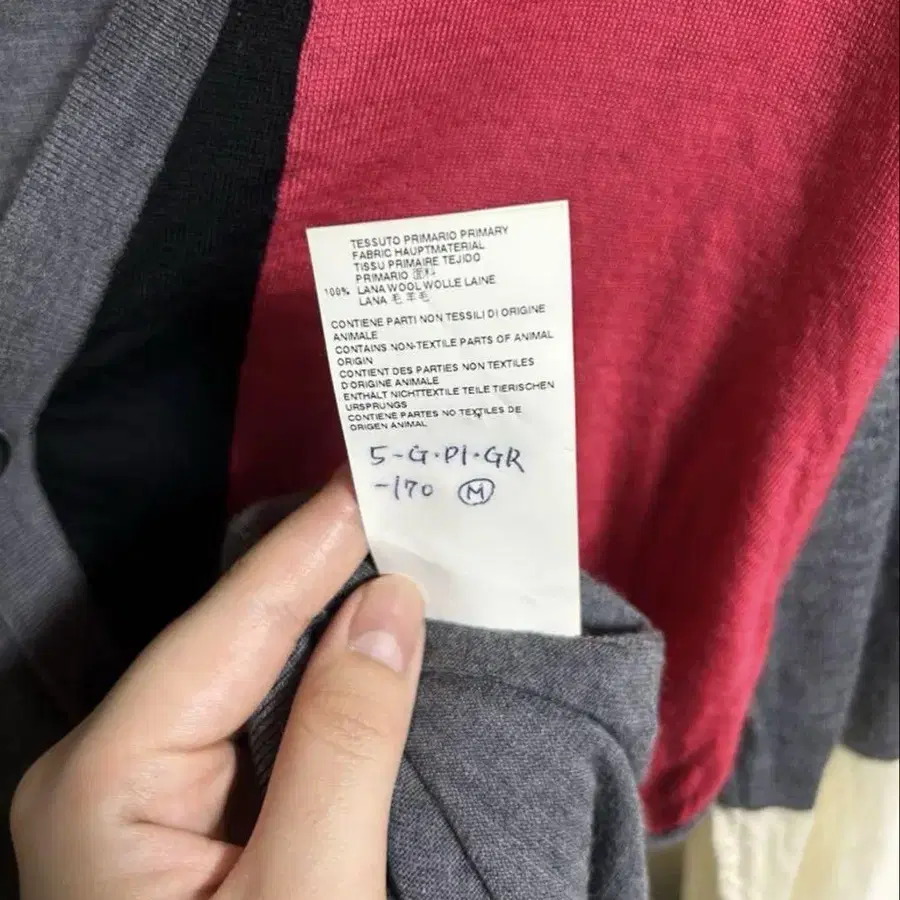 TESSUTO PRIMARIO PRIMARY
FABRIC HAUPTMATERIAL
TISSU PRIMAIRE TEJIDO
PRIMARIO 面料
100% LANA WOOL WOLLE LAINE
LANA 毛 羊毛
CONTIENE PARTI NON TESSILI DI ORIGINE
ANIMALE
CONTAINS NON-TEXTILE PARTS OF ANIMAL
ORIGIN
CONTIENT DES PARTIES NON TEXTILES
D'ORIGINE ANIMALE
ENTHALT NICHTTEXTILE TEILE TIERISCHEN
URSPRUNGS
CONTIENE PARTES NO TEXTILES DE
ORIGEN ANIMAL
5-G·PI·GR
-170 M